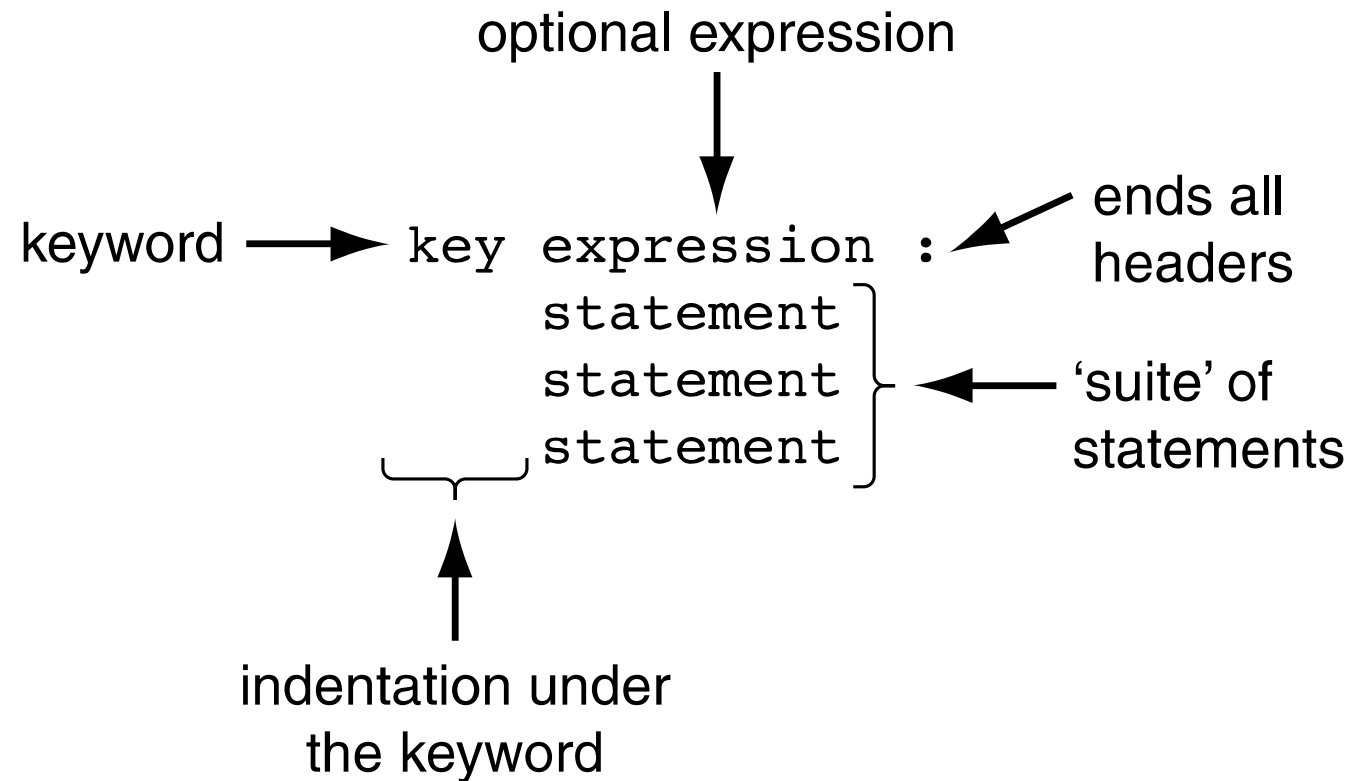 optional expression
keyword key expression : ends all
headers
statement
statement 'suite' of
statement statements
indentation under
the keyword